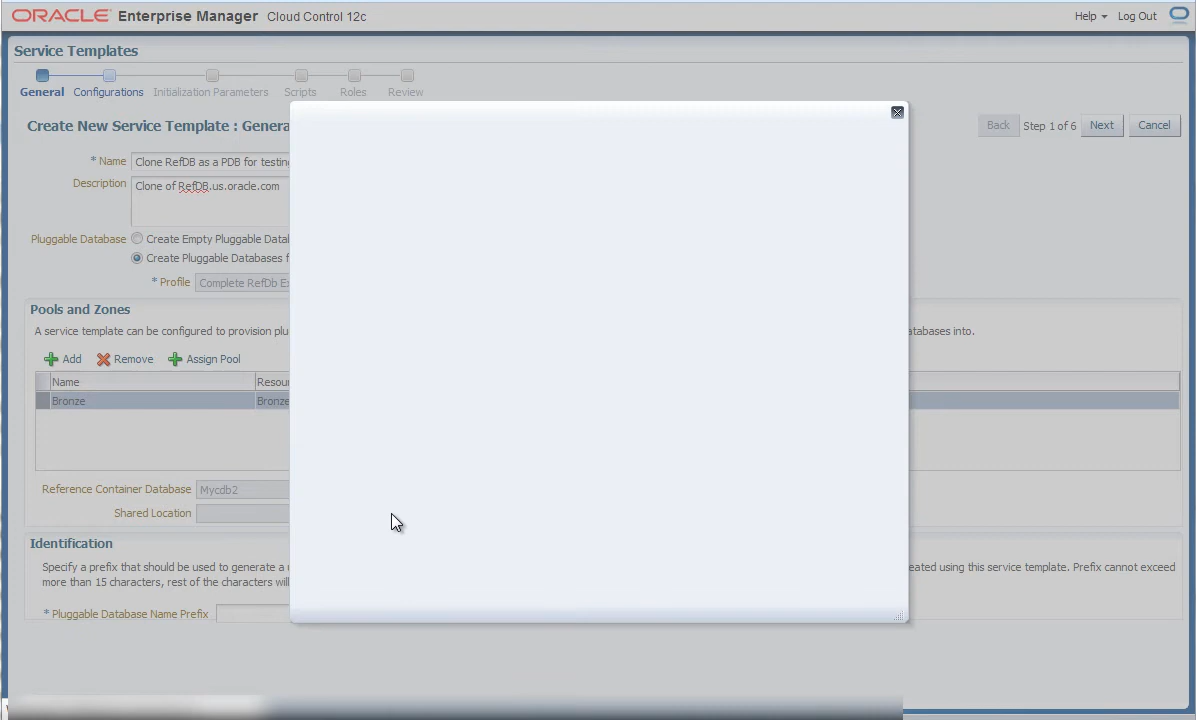 ORACLE Enterprise Manager Cloud Control 12c Help Log Out
Service Templates
General Configurations Initialization Parameters Scripts Roles Review
Create New Service Template : Genera
Back Step 1 of 6 Next Cancel
* Name Clone RefDB as a PDB for testing
Description Clone of RefDB.us.oracle.com
Pluggable Database Create Empty Pluggable Datal
Create Pluggable Databases f
* Profile Complete RefDb Ex
Pools and Zones
A service template can be configured to provision plu atabases into.
Add Remove Assign Pool
Name Resou
Bronze Bronze
Reference Container Database Mycdb2
Shared Location
Identification
Specify a prefix that should be used to generate a eated using this service template. Prefix cannot exceed
more than 15 characters, rest of the characters will
* Pluggable Database Name Prefix